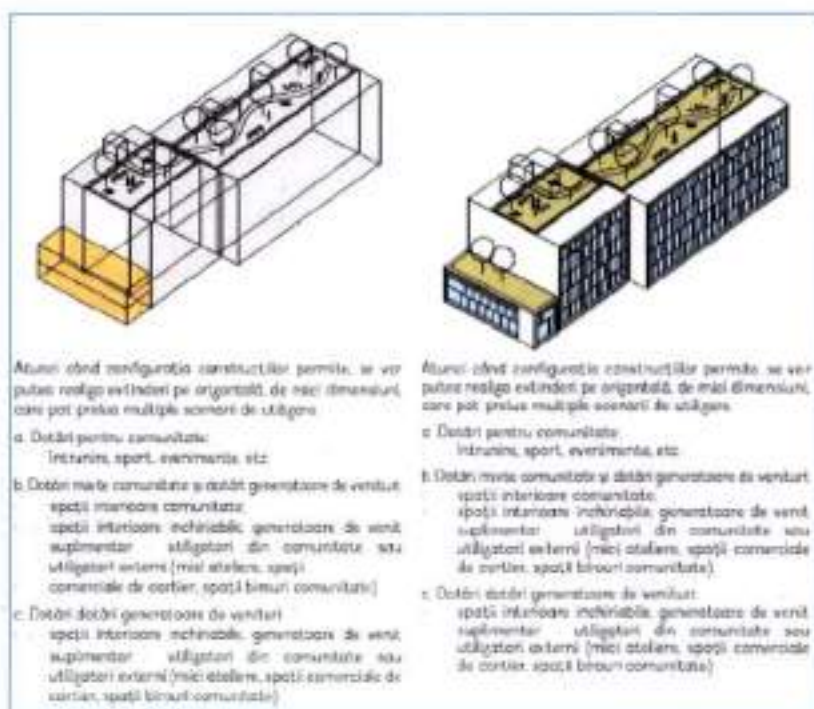 Atunci când configurația construcțiilor permite, se vor
putea realiza extinderi pe orizontală, de mici dimensiuni,
care pot prelua multiple scenarii de utilizare
a. Dotări pentru comunitate:
întruniri, sport, evenimente, etc
b. Dotări mixte comunitate și dotări generatoare de venituri:
spații interioare comunitate;
spații interioare închiriabile, generatoare de venit
suplimentar utilizatori din comunitate sau
utilizatori externi (mici ateliere, spații
comerciale de cartier, spații birouri comunitate)
c. Dotări dotări generatoare de venituri
spații interioare închiriabile, generatoare de venit
suplimentar utilizatori din comunitate sau
utilizatori externi (mici ateliere, spații comerciale de
cartier, spații birouri comunitate)
Atunci când configurația construcțiilor permite, se vor
putea realiza extinderi pe orizontală, de mici dimensiuni,
care pot prelua multiple scenarii de utilizare
a. Dotări pentru comunitate:
întruniri, sport, evenimente, etc
b. Dotări mixte comunitate și dotări generatoare de venituri:
spații interioare comunitate;
spații interioare închiriabile, generatoare de venit
suplimentar utilizatori din comunitate sau
utilizatori externi (mici ateliere, spații comerciale
de cartier, spații birouri comunitate)
c. Dotări dotări generatoare de venituri:
spații interioare închiriabile, generatoare de venit
suplimentar utilizatori din comunitate sau
utilizatori externi (mici ateliere, spații comerciale
de cartier, spații birouri comunitate)